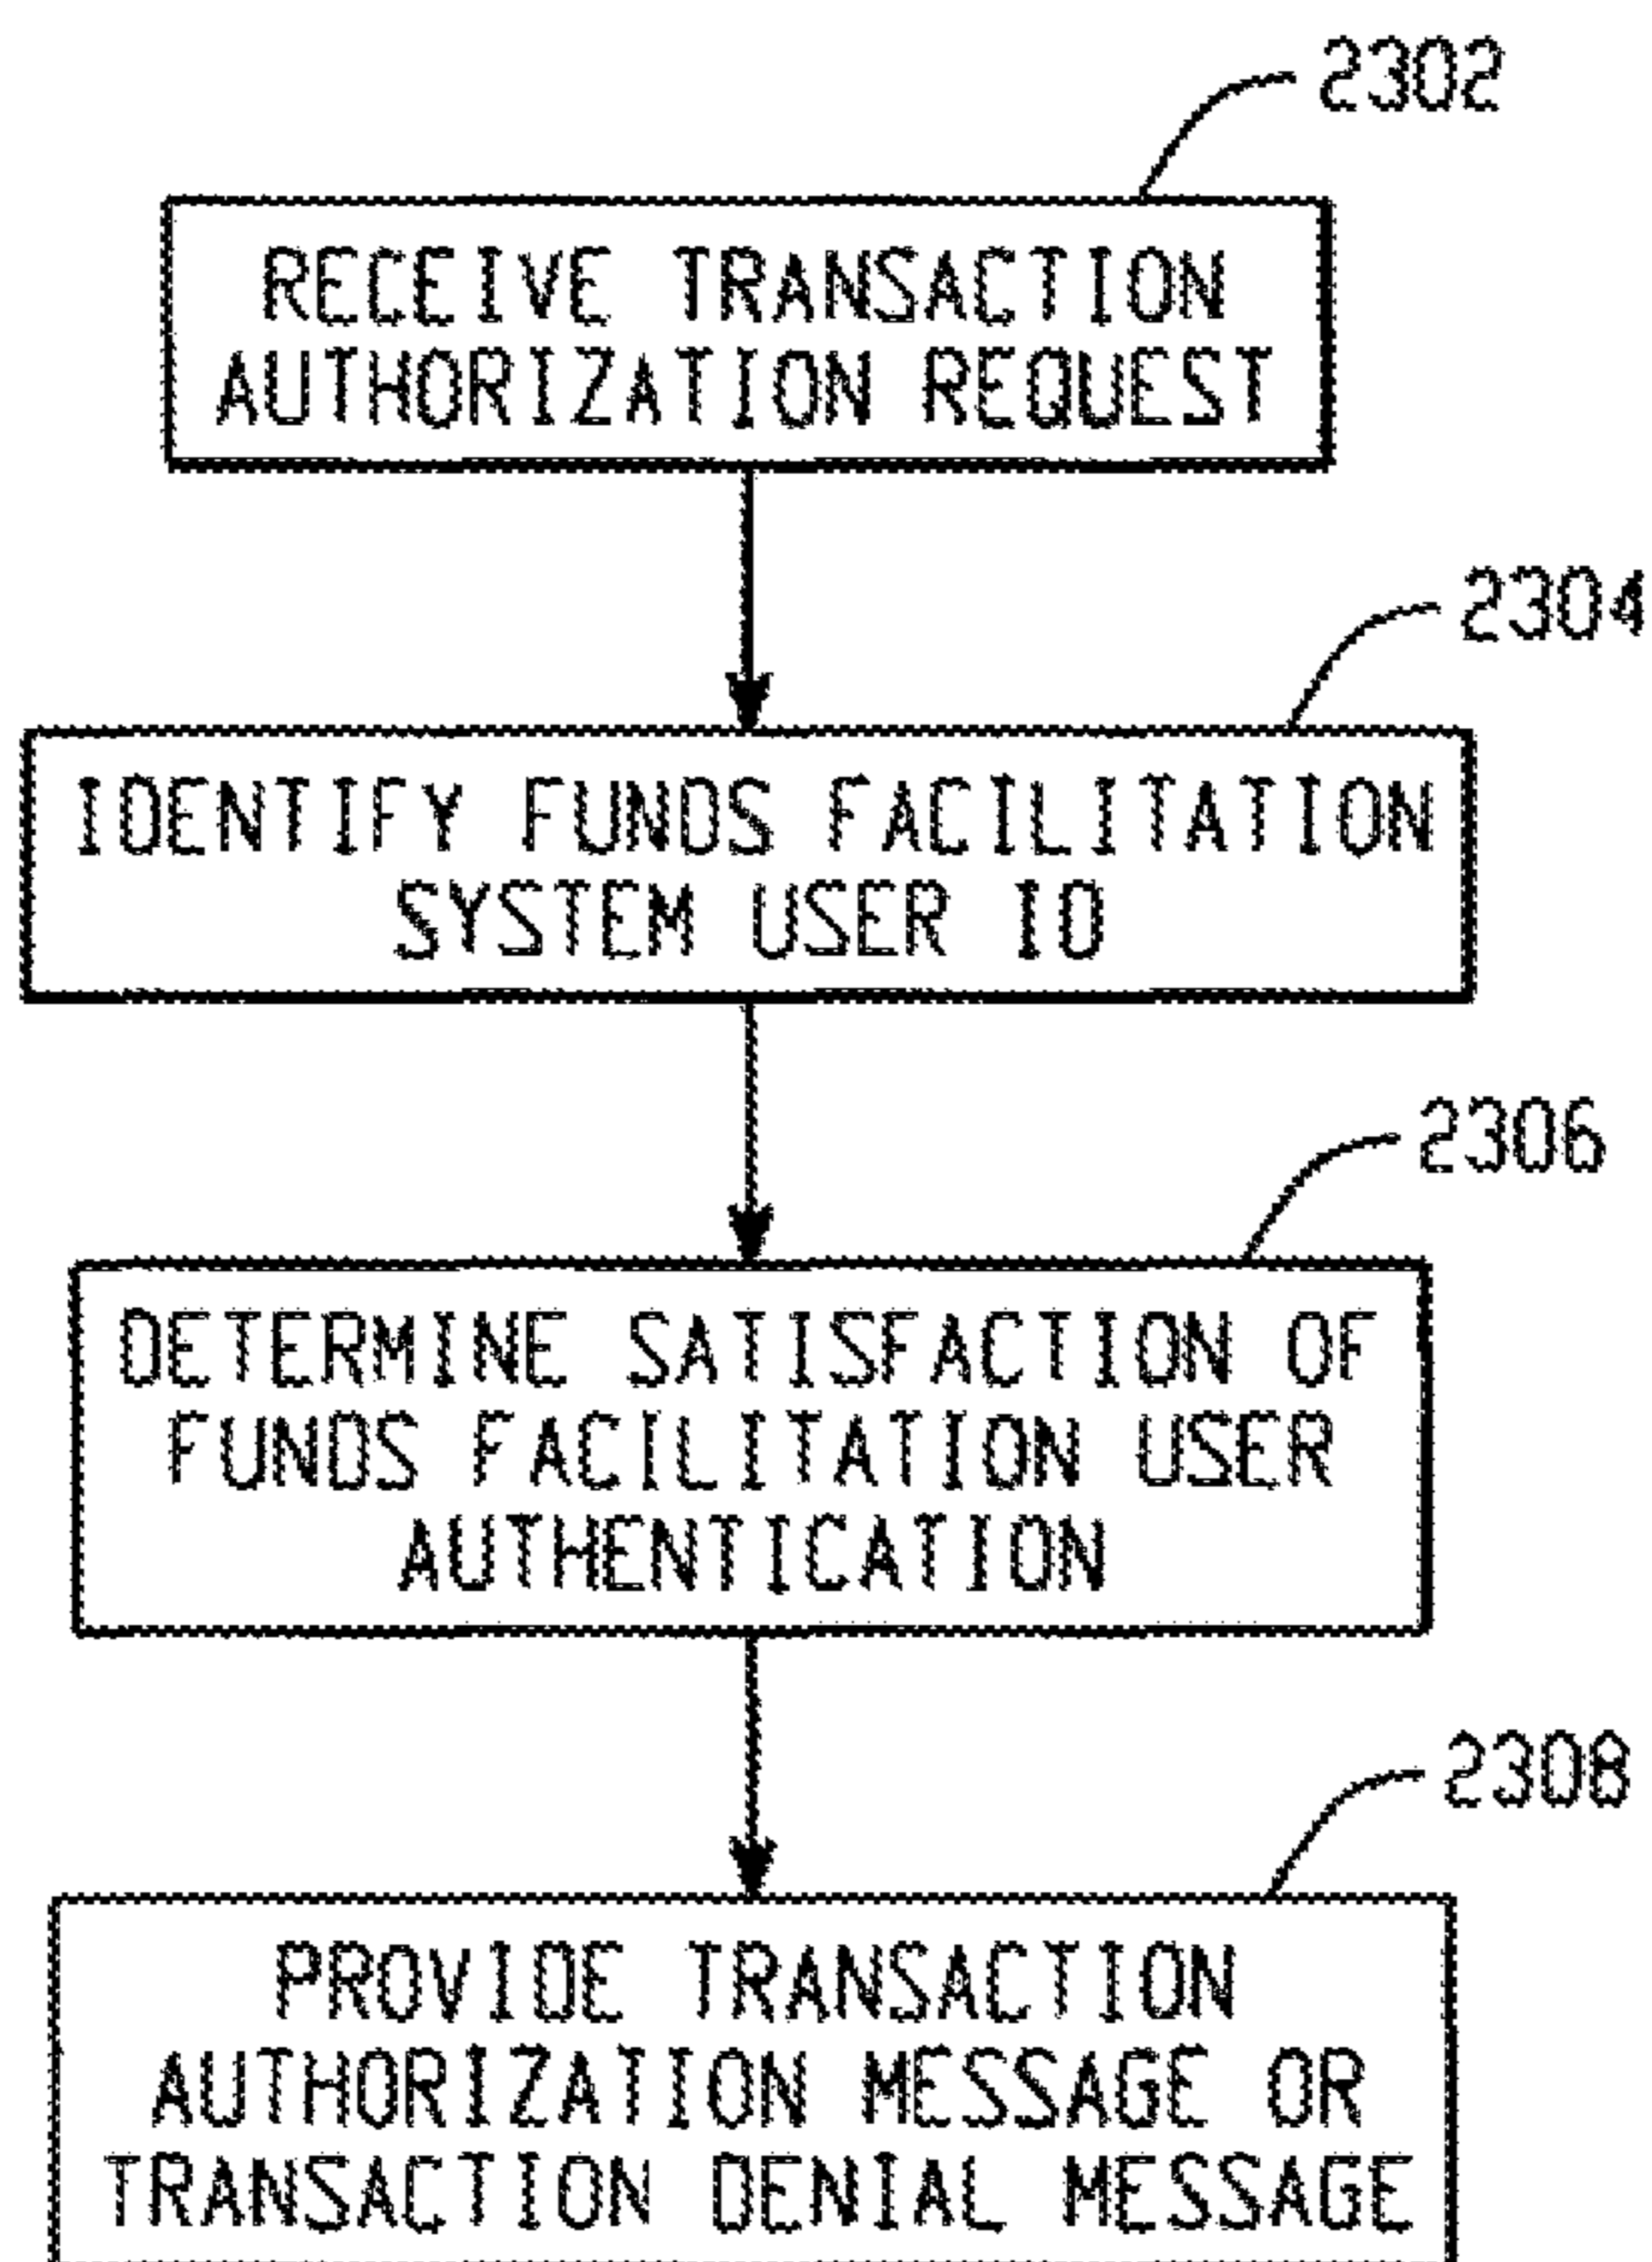 2302
RECEIVE TRANSACTION
AUTHORIZATION REQUEST
2304
IDENTIFY FUNDS FACILITATION
SYSTEM USER ID
2306
DETERMINE SATISFACTION OF
FUNDS FACILITATION USER
AUTHENTICATION
2308
PROVIDE TRANSACTION
AUTHORIZATION MESSAGE OR
TRANSACTION DENIAL MESSAGE